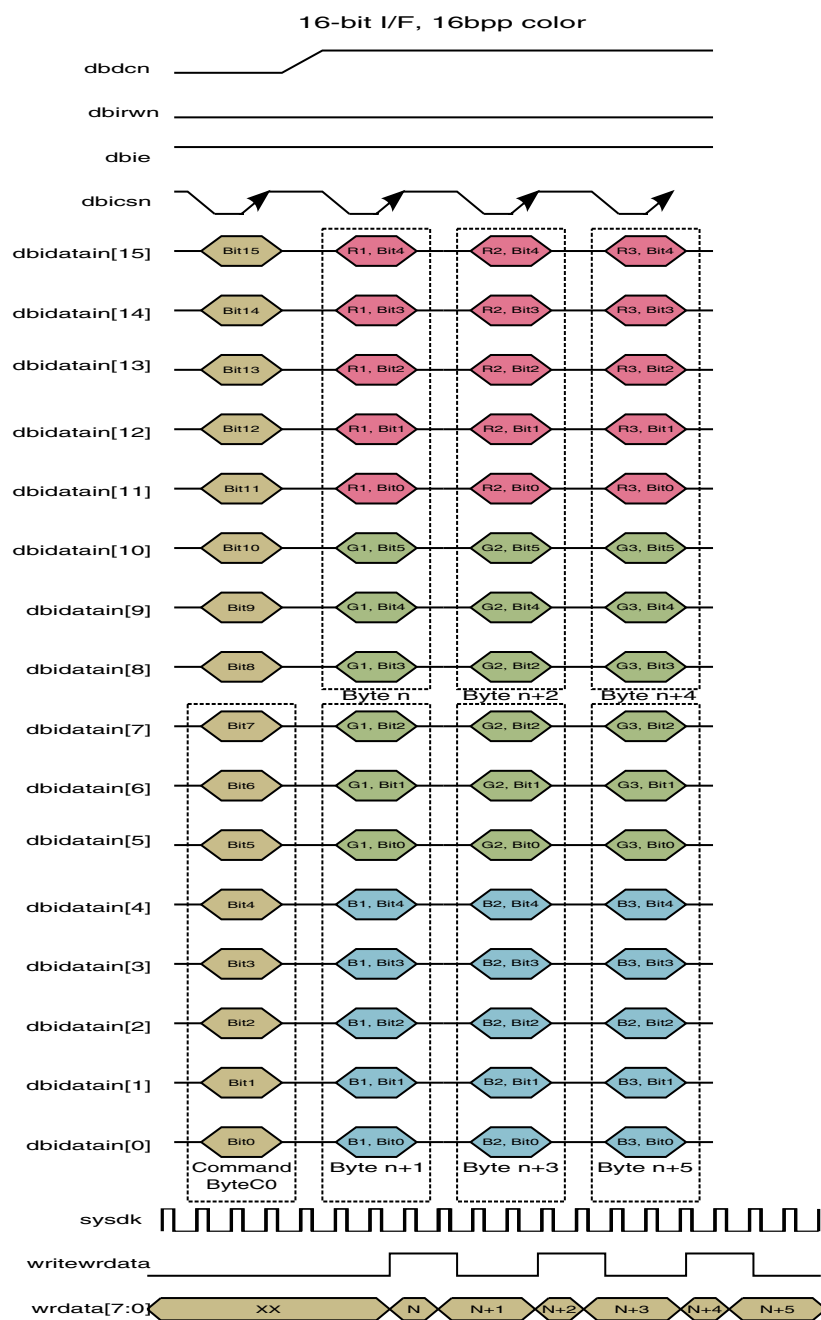 16-bit I/F, 16bpp color
dbdcn
dbirwn
dbie
dbicsn
dbidatain[15] Bit15 R1, Bit4 R2, Bit4 R3, Bit4
dbidatain[14] Bit14 R1, Bit3 R2, Bit3 R3, Bit3
dbidatain[13] Bit13 R1, Bit2 R2, Bit2 R3, Bit2
dbidatain[12] Bit12 R1, Bit1 R2, Bit1 R3, Bit1
dbidatain[11] Bit11 R1, Bit0 R2, Bit0 R3, Bit0
dbidatain[10] Bit10 G1, Bit5 G2, Bit5 G3, Bit5
dbidatain[9] Bit9 G1, Bit4 G2, Bit4 G3, Bit4
dbidatain[8] Bit8 G1, Bit3 G2, Bit2 G3, Bit3
Byte n Byte n+2 Byte n+4
dbidatain[7] Bit7 G1, Bit2 G2, Bit2 G3, Bit2
dbidatain[6] Bit6 G1, Bit1 G2, Bit1 G3, Bit1
dbidatain[5] Bit5 G1, Bit0 G2, Bit0 G3, Bit0
dbidatain[4] Bit4 B1, Bit4 B2, Bit4 B3, Bit4
dbidatain[3] Bit3 B1, Bit3 B2, Bit3 B3, Bit3
dbidatain[2] Bit2 B1, Bit2 B2, Bit2 B2, Bit2
dbidatain[1] Bit1 B1, Bit1 B2, Bit1 B3, Bit1
dbidatain[0] Bit0 B1, Bit0 B2, Bit0 B3, Bit0
Command Byte n+1 Byte n+3 Byte n+5
ByteC0
sysdk
writewrdata
wrdata[7:0] XX N N+1 N+2 N+3 N+4 N+5